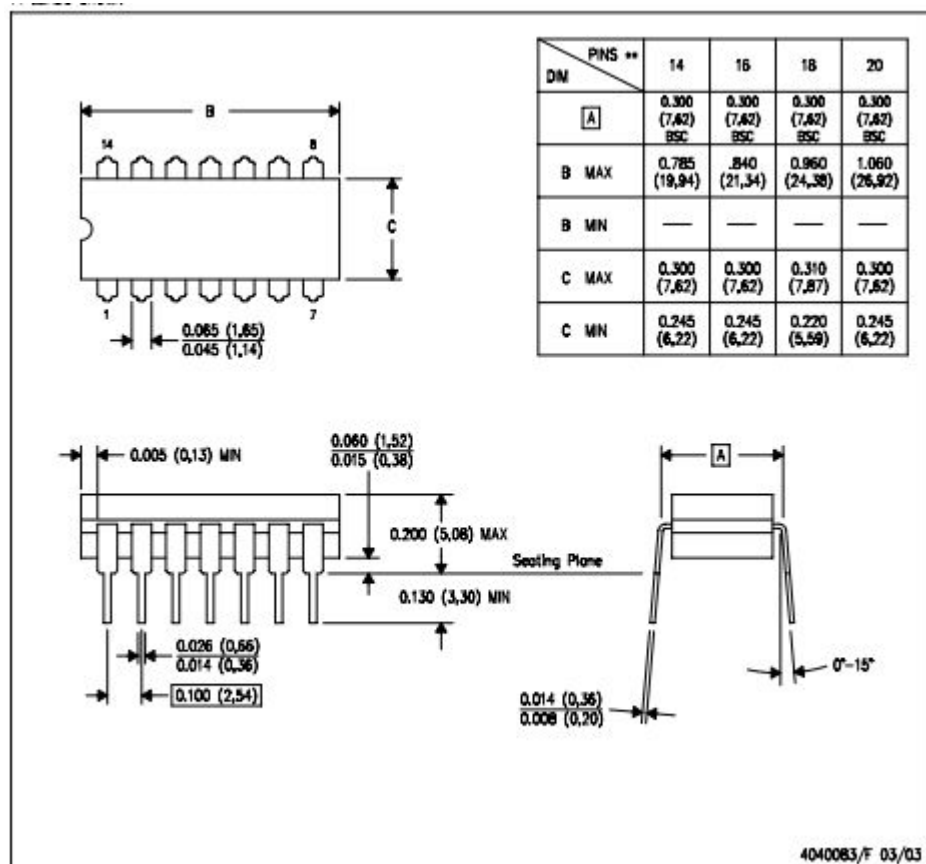 PINS **
DIM
14
16
18
20
A
0.300
(7,62)
BSC
0.300
(7,62)
BSC
0.300
(7,62)
BSC
0.300
(7,62)
BSC
B MAX
0.785
(19,94)
.840
(21,34)
0.960
(24,38)
1.060
(26,92)
B MIN
—
—
—
—
C MAX
0.300
(7,62)
0.300
(7,62)
0.310
(7,87)
0.300
(7,62)
C MIN
0.245
(6,22)
0.245
(6,22)
0.220
(5,59)
0.245
(6,22)
B
14
8
C
1
7
0.065 (1,65)
0.045 (1,14)
0.005 (0,13) MIN
0.060 (1,52)
0.015 (0,38)
0.200 (5,08) MAX
Seating Plane
0.130 (3,30) MIN
0.026 (0,66)
0.014 (0,36)
0.100 (2,54)
A
0°–15°
0.014 (0,36)
0.008 (0,20)
4040083/F 03/03